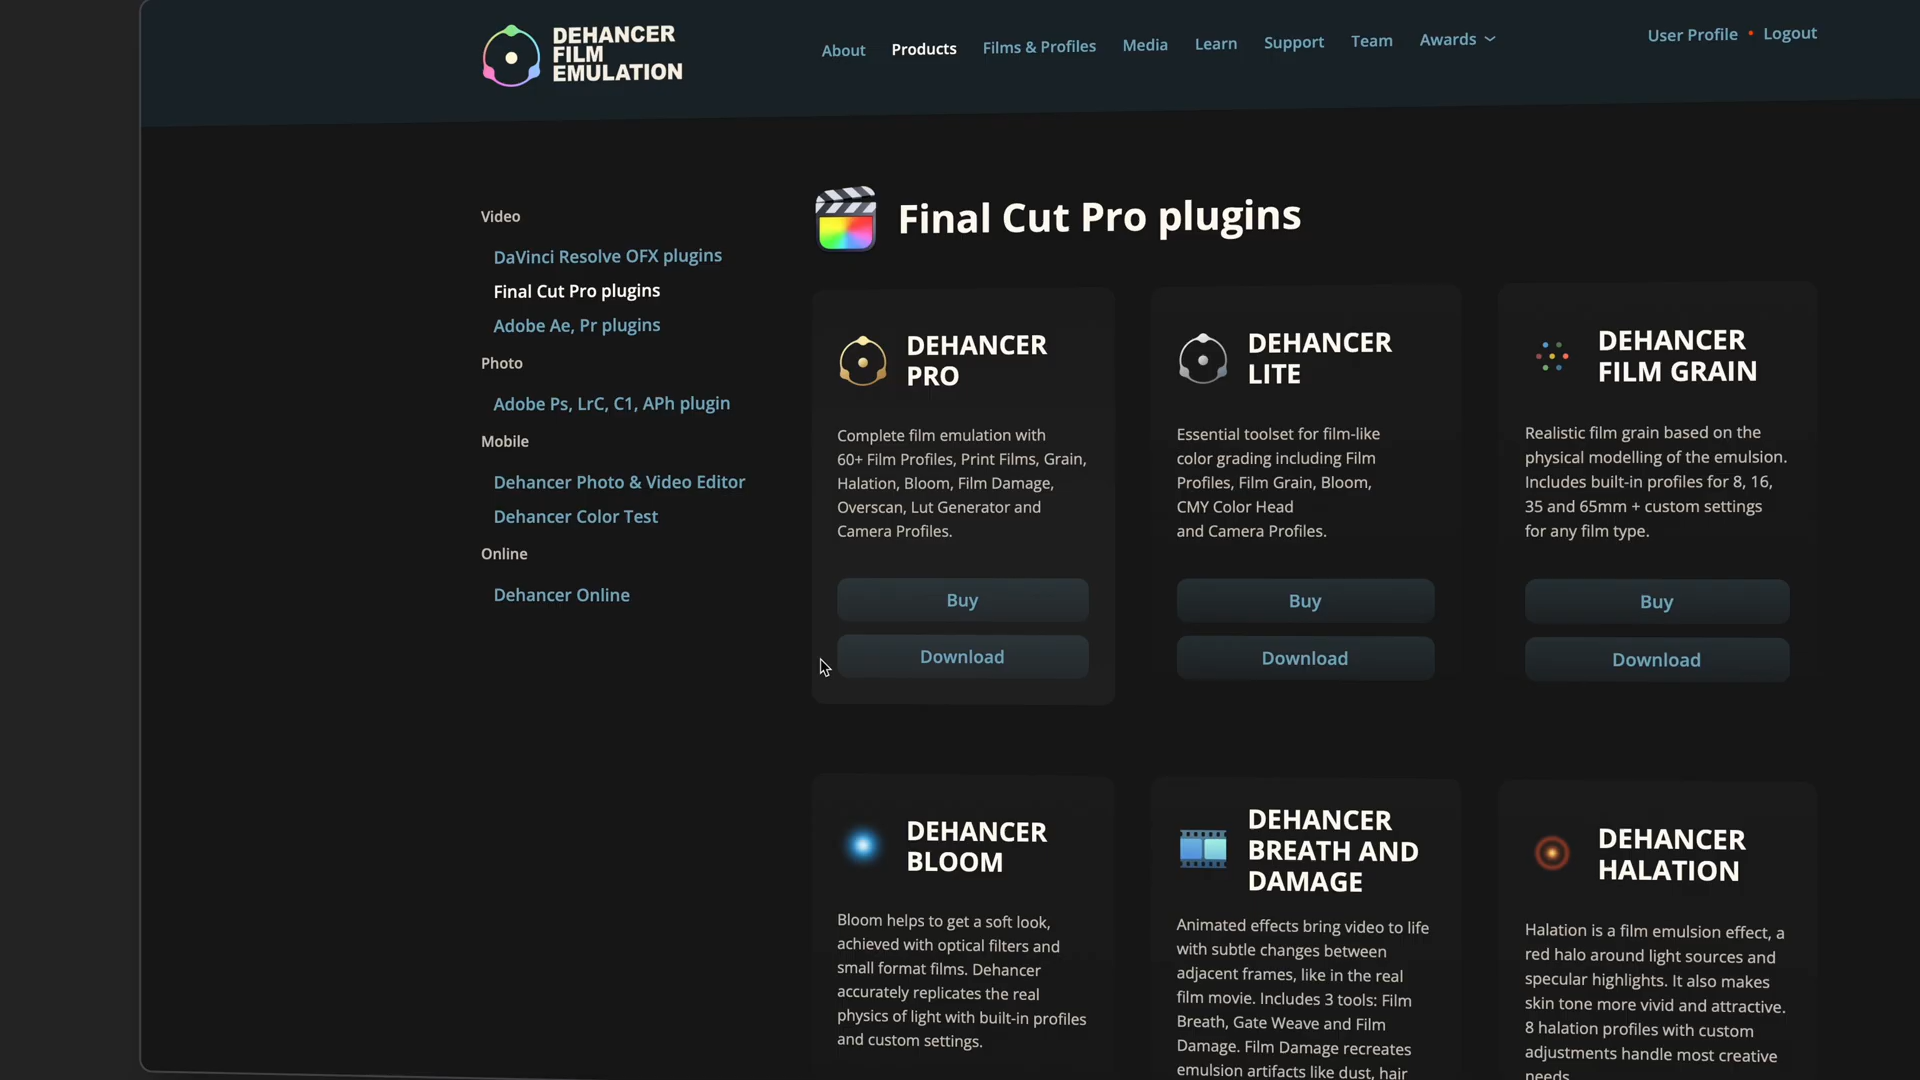 DEHANCER
FILM
EMULATION
About
Products
Films & Profiles
Media
Learn
Support
Team
Awards
User Profile • Logout
Video
DaVinci Resolve OFX plugins
Final Cut Pro plugins
Adobe Ae, Pr plugins
Photo
Adobe Ps, LrC, C1, APh plugin
Mobile
Dehancer Photo & Video Editor
Dehancer Color Test
Online
Dehancer Online
Final Cut Pro plugins
DEHANCER
PRO
Complete film emulation with
60+ Film Profiles, Print Films, Grain,
Halation, Bloom, Film Damage,
Overscan, Lut Generator and
Camera Profiles.
Buy
Download
DEHANCER
LITE
Essential toolset for film-like
color grading including Film
Profiles, Film Grain, Bloom,
CMY Color Head
and Camera Profiles.
Buy
Download
DEHANCER
FILM GRAIN
Realistic film grain based on the
physical modelling of the emulsion.
Includes built-in profiles for 8, 16,
35 and 65mm + custom settings
for any film type.
Buy
Download
DEHANCER
BLOOM
Bloom helps to get a soft look,
achieved with optical filters and
small format films. Dehancer
accurately replicates the real
physics of light with built-in profiles
and custom settings.
DEHANCER
BREATH AND
DAMAGE
Animated effects bring video to life
with subtle changes between
adjacent frames, like in the real
film movie. Includes 3 tools: Film
Breath, Gate Weave and Film
Damage. Film Damage recreates
emulsion artifacts like dust, hair
DEHANCER
HALATION
Halation is a film emulsion effect, a
red halo around light sources and
specular highlights. It also makes
skin tone more vivid and attractive.
8 halation profiles with custom
adjustments handle most creative
needs.